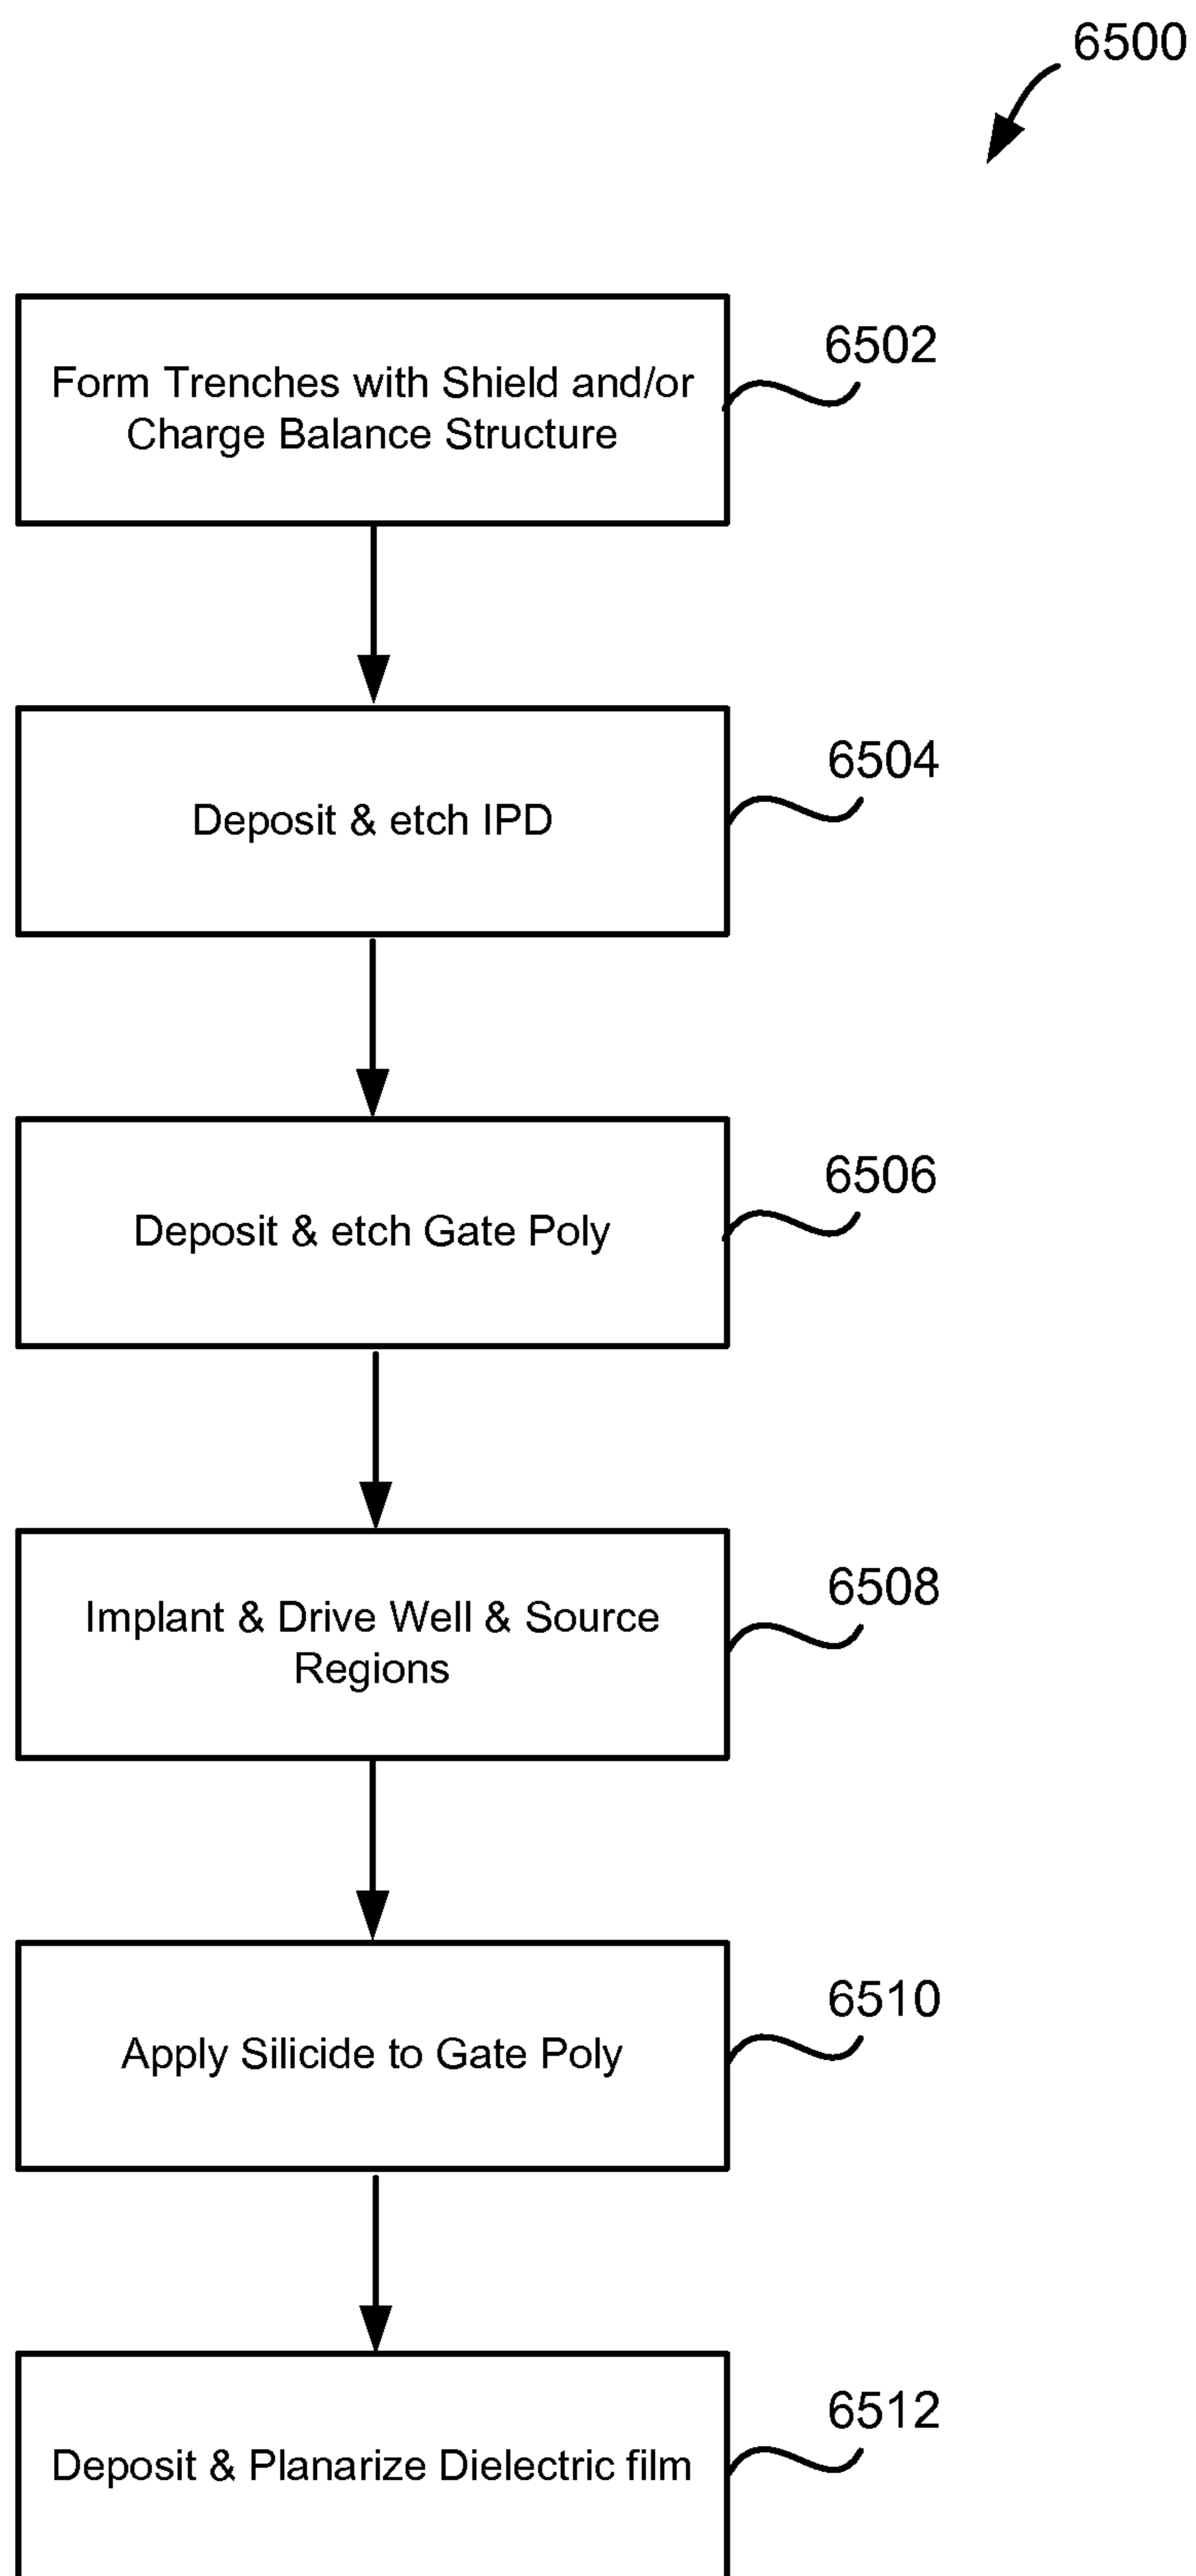 6500
6502
Form Trenches with Shield and/or
Charge Balance Structure
6504
Deposit & etch IPD
6506
Deposit & etch Gate Poly
6508
Implant & Drive Well & Source
Regions
6510
Apply Silicide to Gate Poly
6512
Deposit & Planarize Dielectric film